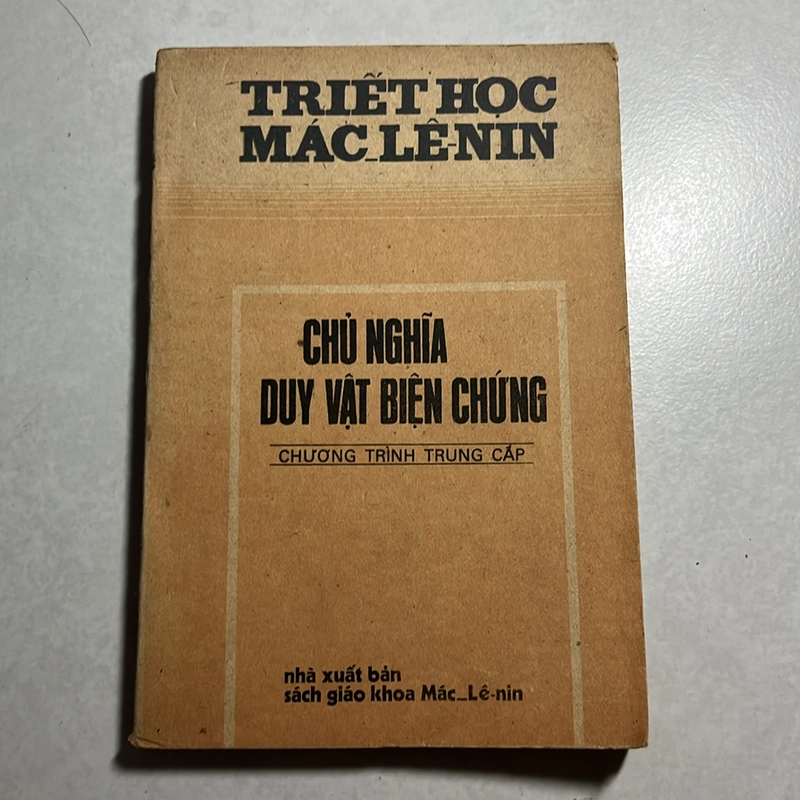 TRIẾT HỌC
MÁC_LÊ-NIN
CHỦ NGHĨA
DUY VẬT BIỆN CHỨNG
CHƯƠNG TRÌNH TRUNG CẤP
nhà xuất bản
sách giáo khoa Mác_Lê-nin